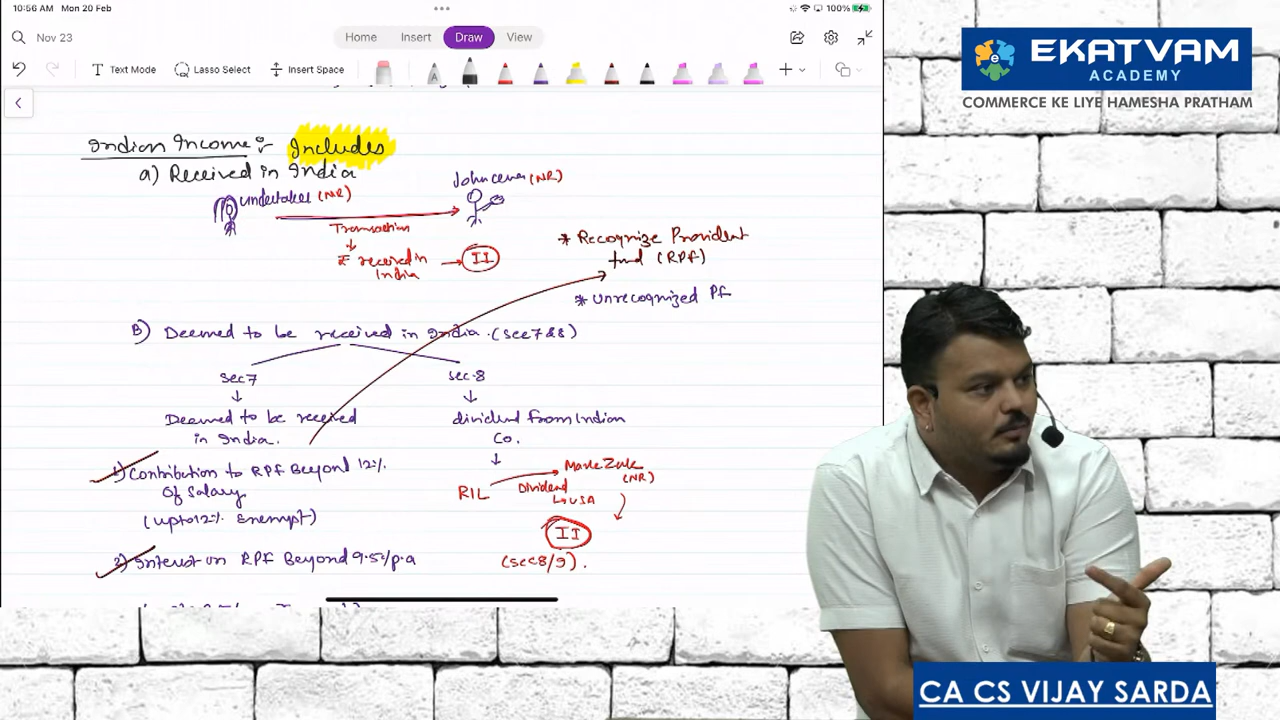 10:56 AM Mon 20 Feb
100%
Nov 23
Home Insert Draw View
Text Mode Lasso Select Insert Space
EKATVAM
ACADEMY
COMMERCE KE LIYE HAMESHA PRATHAM
Indian Income :- Includes
a) Received in India
undertaker (NR)
Johncena (NR)
Transaction
₹ received in India → II
* Recognize Provident
fund (RPF)
* Unrecognized Pf
B) Deemed to be received in India. (sec 7 & 8)
Sec 7
Sec-8
Deemed to be received
in India.
dividend from Indian
Co.
1) Contribution to RPF Beyond 12%.
Of Salary
(upto 12% Exempt)
RIL
Dividend
↳ USA
Mark Zuk
(NR)
II
(sec 8/9).
2) Interest on RPF Beyond 9.5%/p.a
CA CS VIJAY SARDA